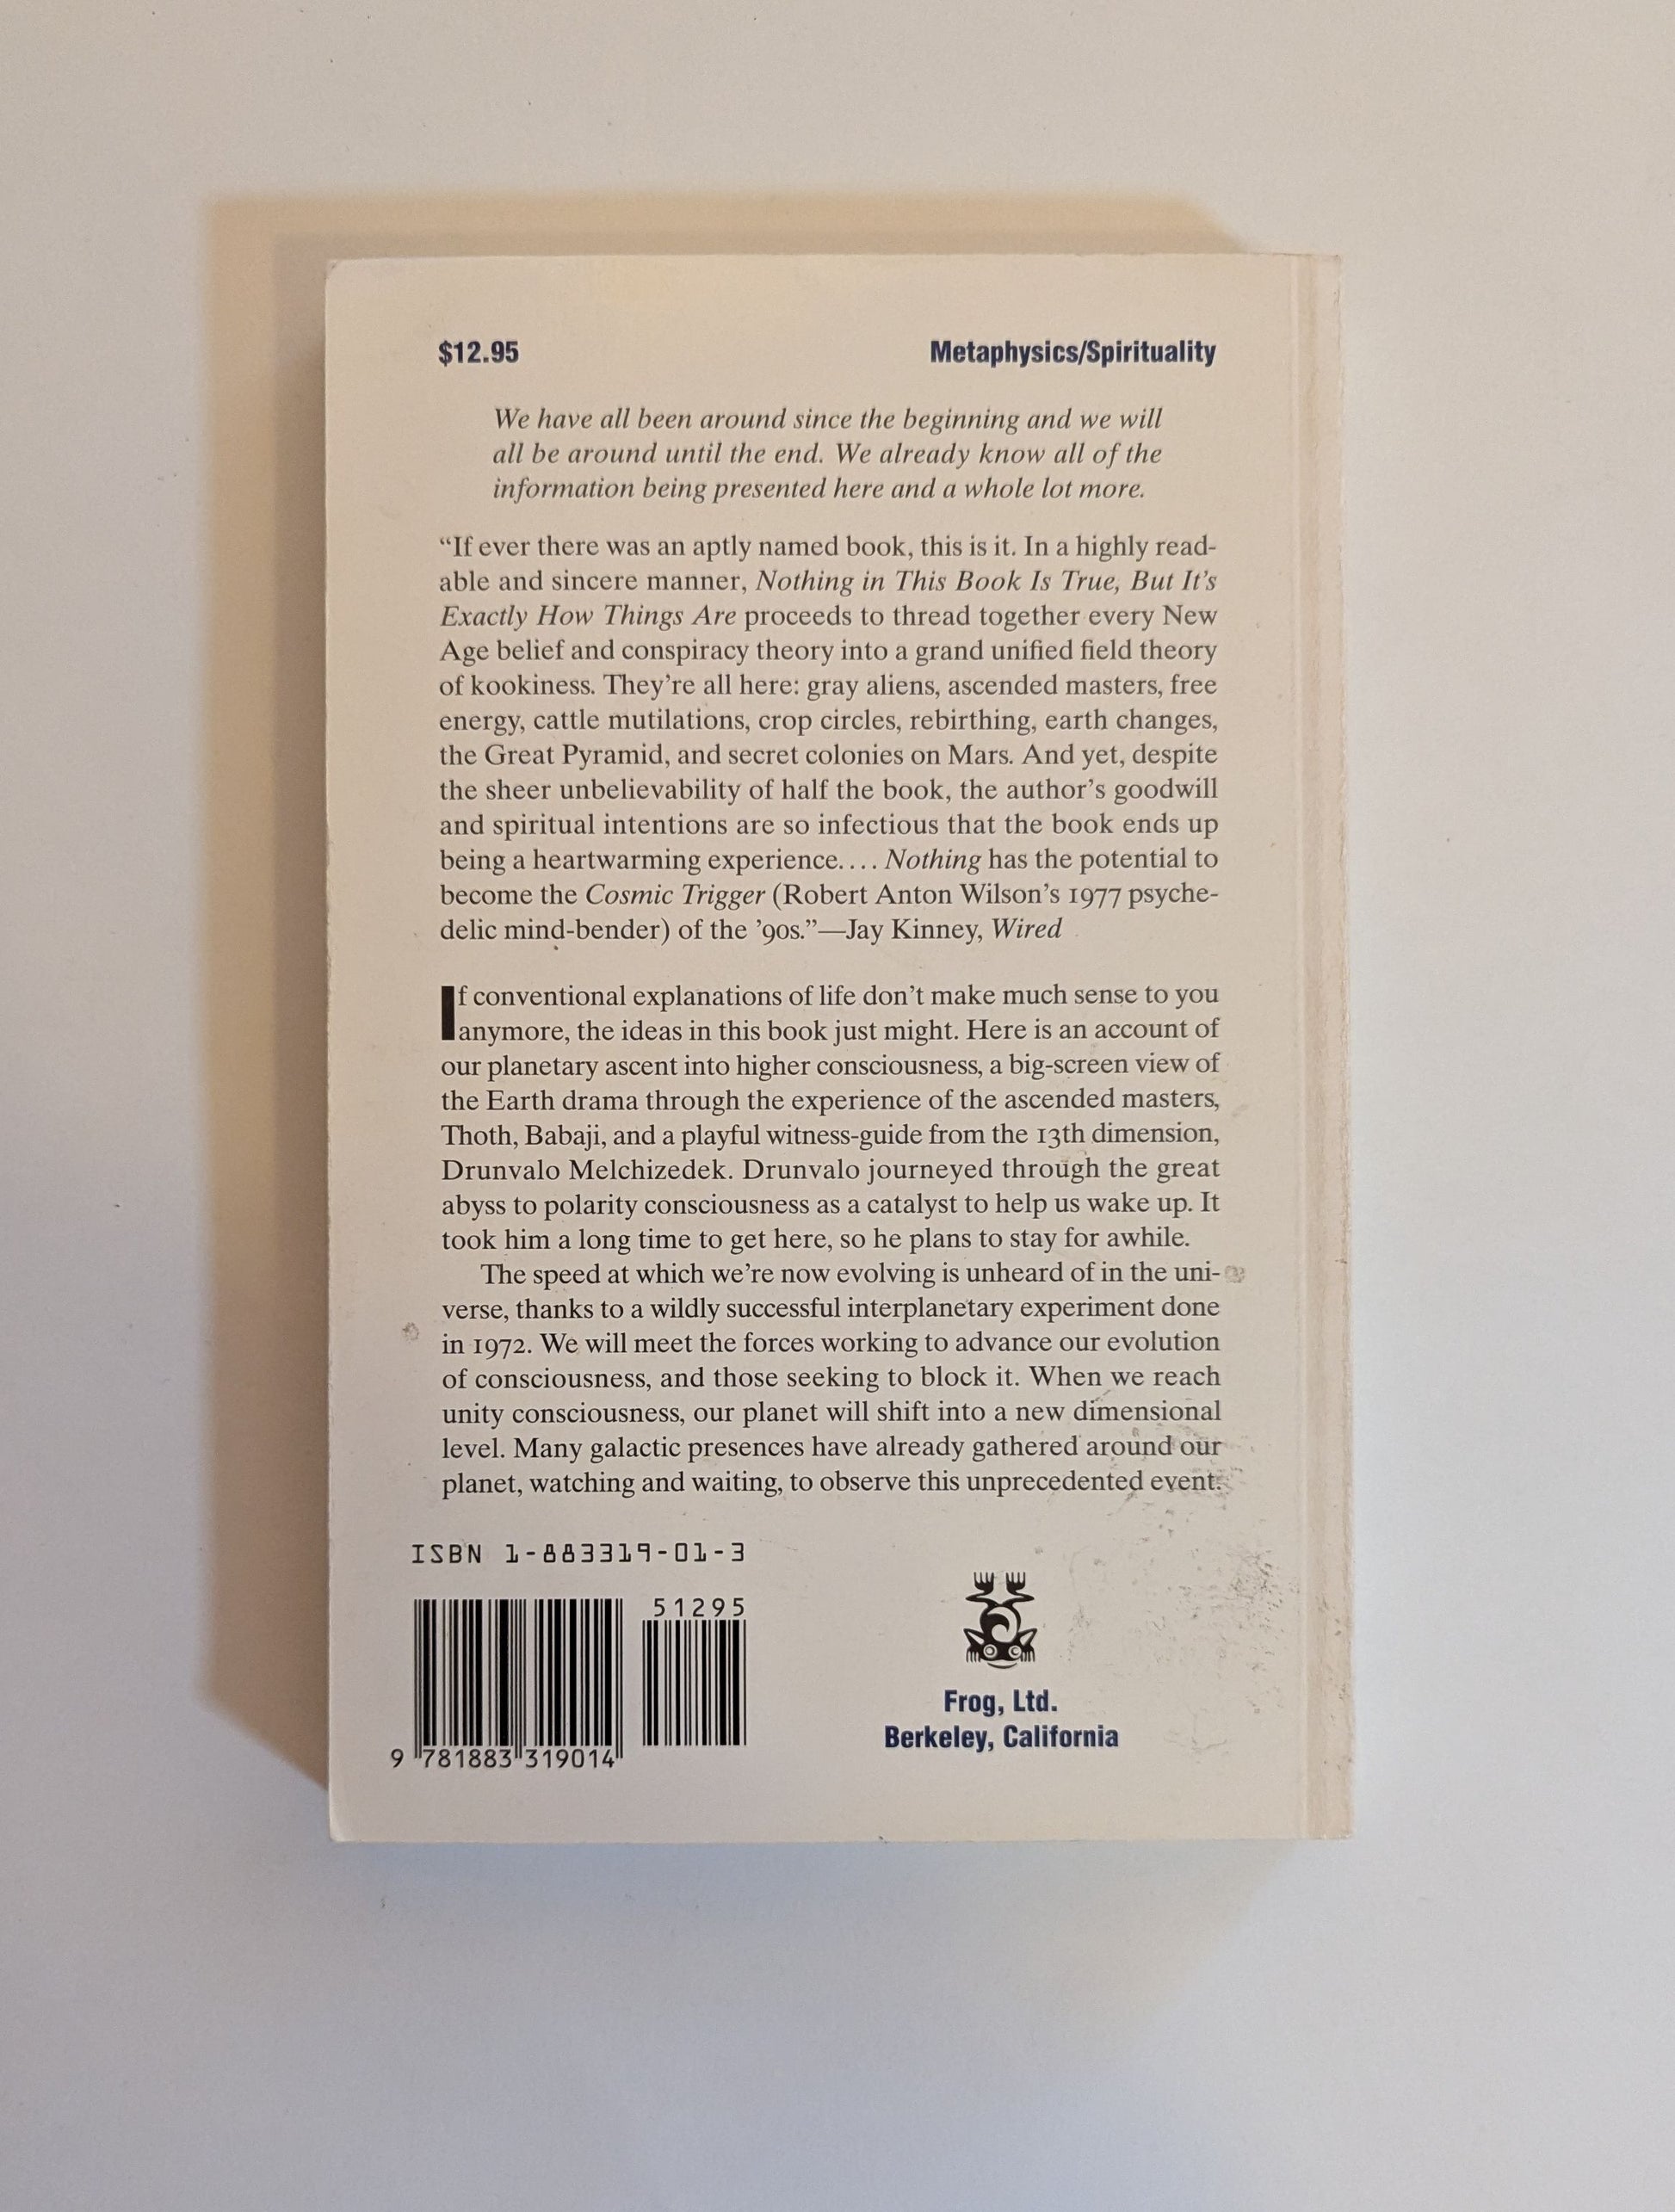 $12.95
Metaphysics/Spirituality
We have all been around since the beginning and we will
all be around until the end. We already know all of the
information being presented here and a whole lot more.
“If ever there was an aptly named book, this is it. In a highly read-
able and sincere manner, Nothing in This Book Is True, But It’s
Exactly How Things Are proceeds to thread together every New
Age belief and conspiracy theory into a grand unified field theory
of kookiness. They’re all here: gray aliens, ascended masters, free
energy, cattle mutilations, crop circles, rebirthing, earth changes,
the Great Pyramid, and secret colonies on Mars. And yet, despite
the sheer unbelievability of half the book, the author’s goodwill
and spiritual intentions are so infectious that the book ends up
being a heartwarming experience.... Nothing has the potential to
become the Cosmic Trigger (Robert Anton Wilson’s 1977 psyche-
delic mind-bender) of the ’90s.”—Jay Kinney, Wired
If conventional explanations of life don’t make much sense to you
anymore, the ideas in this book just might. Here is an account of
our planetary ascent into higher consciousness, a big-screen view of
the Earth drama through the experience of the ascended masters,
Thoth, Babaji, and a playful witness-guide from the 13th dimension,
Drunvalo Melchizedek. Drunvalo journeyed through the great
abyss to polarity consciousness as a catalyst to help us wake up. It
took him a long time to get here, so he plans to stay for awhile.
The speed at which we’re now evolving is unheard of in the uni-
verse, thanks to a wildly successful interplanetary experiment done
in 1972. We will meet the forces working to advance our evolution
of consciousness, and those seeking to block it. When we reach
unity consciousness, our planet will shift into a new dimensional
level. Many galactic presences have already gathered around our
planet, watching and waiting, to observe this unprecedented event.
ISBN 1-883319-01-3
51295
9 781883 319014
Frog, Ltd.
Berkeley, California